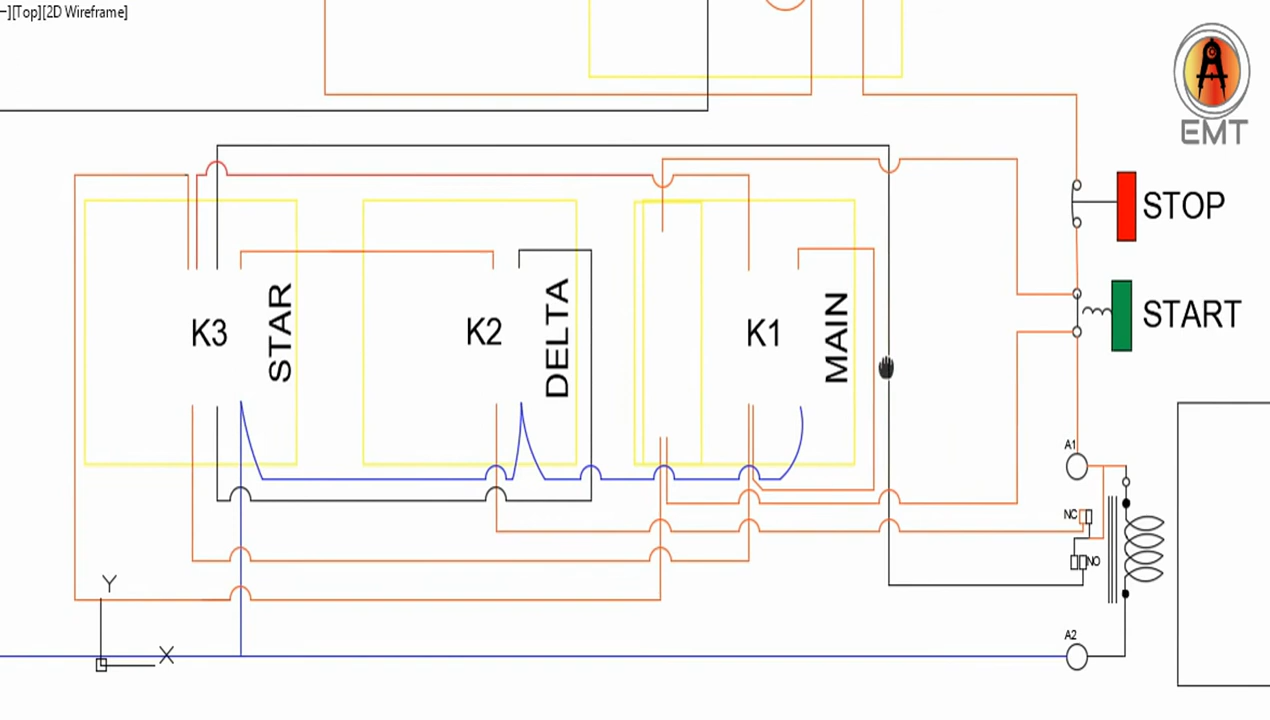 −][Top][2D Wireframe]
EMT
STOP
START
K3
STAR
K2
DELTA
K1
MAIN
A1
NC
NO
Y
X
A2